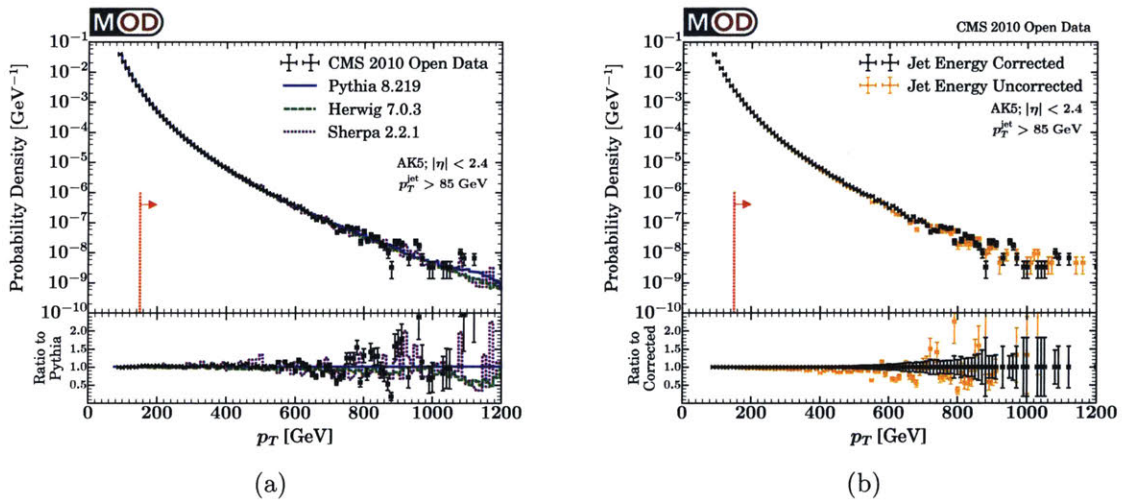 MOD
10⁻¹
10⁻²
10⁻³
10⁻⁴
10⁻⁵
10⁻⁶
10⁻⁷
10⁻⁸
10⁻⁹
10⁻¹⁰
Probability Density [GeV⁻¹]
CMS 2010 Open Data
Pythia 8.219
Herwig 7.0.3
Sherpa 2.2.1
AK5; |η| < 2.4
p_T^jet > 85 GeV
2.0
1.5
1.0
0.5
Ratio to
Pythia
0 200 400 600 800 1000 1200
p_T [GeV]
(a)
MOD
CMS 2010 Open Data
10⁻¹
10⁻²
10⁻³
10⁻⁴
10⁻⁵
10⁻⁶
10⁻⁷
10⁻⁸
10⁻⁹
10⁻¹⁰
Probability Density [GeV⁻¹]
Jet Energy Corrected
Jet Energy Uncorrected
AK5; |η| < 2.4
p_T^jet > 85 GeV
2.0
1.5
1.0
0.5
Ratio to
Corrected
0 200 400 600 800 1000 1200
p_T [GeV]
(b)